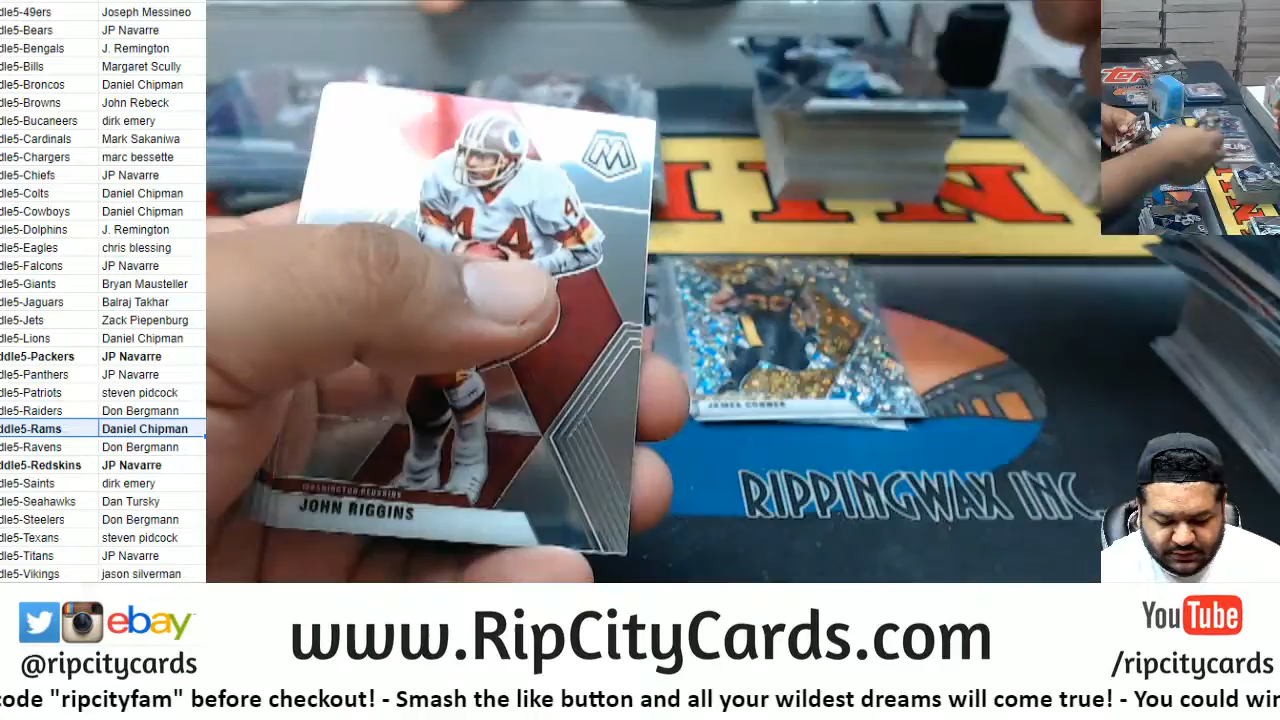 dle5-49ers Joseph Messineo
dle5-Bears JP Navarre
dle5-Bengals J. Remington
dle5-Bills Margaret Scully
dle5-Broncos Daniel Chipman
dle5-Browns John Rebeck
dle5-Bucaneers dirk emery
dle5-Cardinals Mark Sakaniwa
dle5-Chargers marc bessette
dle5-Chiefs JP Navarre
dle5-Colts Daniel Chipman
dle5-Cowboys Daniel Chipman
dle5-Dolphins J. Remington
dle5-Eagles chris blessing
dle5-Falcons JP Navarre
dle5-Giants Bryan Mausteller
dle5-Jaguars Balraj Takhar
dle5-Jets Zack Piepenburg
dle5-Lions Daniel Chipman
ddle5-Packers JP Navarre
dle5-Panthers JP Navarre
dle5-Patriots steven pidcock
dle5-Raiders Don Bergmann
ddle5-Rams Daniel Chipman
dle5-Ravens Don Bergmann
ddle5-Redskins JP Navarre
dle5-Saints dirk emery
dle5-Seahawks Dan Tursky
dle5-Steelers Don Bergmann
dle5-Texans steven pidcock
dle5-Titans JP Navarre
dle5-Vikings jason silverman
M
44
4
WASHINGTON REDSKINS
JOHN RIGGINS
JAMES CONNER
RIPPINGWAX INC.
ebay
@ripcitycards
www.RipCityCards.com
YouTube
/ripcitycards
code "ripcityfam" before checkout! - Smash the like button and all your wildest dreams will come true! - You could win